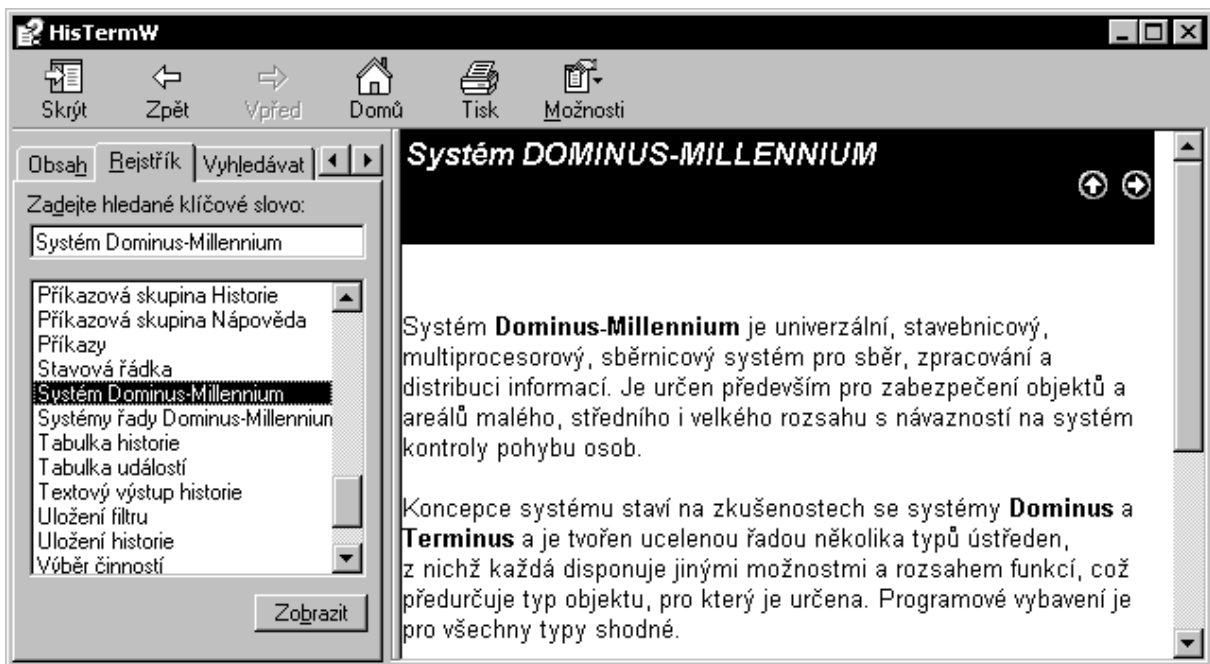 HisTermW
Skrýt Zpět Vpřed Domů Tisk Možnosti
Obsah Rejstřík Vyhledávat
Zadejte hledané klíčové slovo:
Systém Dominus-Millennium
Příkazová skupina Historie
Příkazová skupina Nápověda
Příkazy
Stavová řádka
Systém Dominus-Millennium
Systémy řady Dominus-Millenniun
Tabulka historie
Tabulka událostí
Textový výstup historie
Uložení filtru
Uložení historie
Výběr činností
Zobrazit
Systém DOMINUS-MILLENNIUM
Systém Dominus-Millennium je univerzální, stavebnicový,
multiprocesorový, sběrnicový systém pro sběr, zpracování a
distribuci informací. Je určen především pro zabezpečení objektů a
areálů malého, středního i velkého rozsahu s návazností na systém
kontroly pohybu osob.
Koncepce systému staví na zkušenostech se systémy Dominus a
Terminus a je tvořen ucelenou řadou několika typů ústředen,
z nichž každá disponuje jinými možnostmi a rozsahem funkcí, což
předurčuje typ objektu, pro který je určena. Programové vybavení je
pro všechny typy shodné.